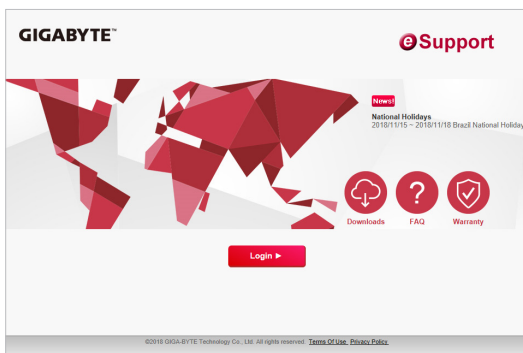 GIGABYTE™
eSupport
News!
National Holidays
2018/11/15 ~ 2018/11/18 Brazil National Holiday
Downloads
FAQ
Warranty
Login ►
©2016 GIGA-BYTE Technology Co., Ltd. All rights reserved. Terms Of Use Privacy Policy